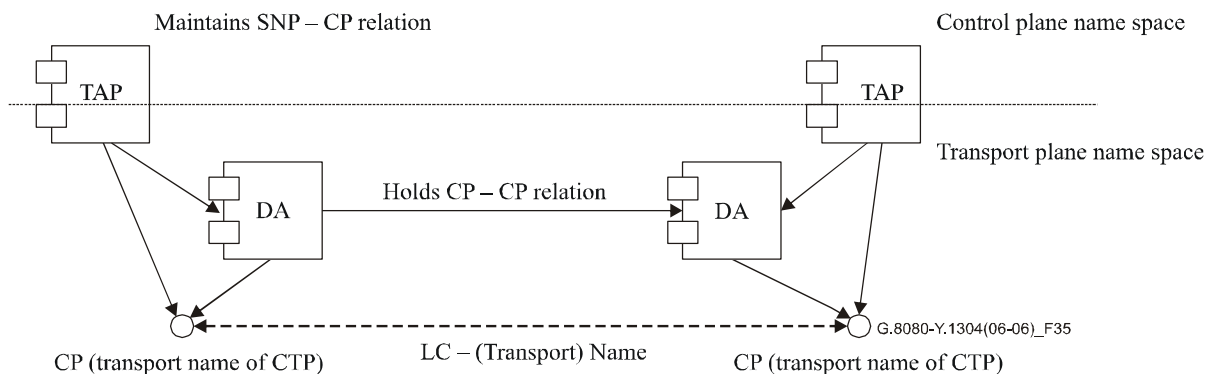 Maintains SNP – CP relation
Control plane name space
TAP
TAP
Transport plane name space
Holds CP – CP relation
DA
DA
G.8080-Y.1304(06-06)_F35
CP (transport name of CTP)
LC – (Transport) Name
CP (transport name of CTP)